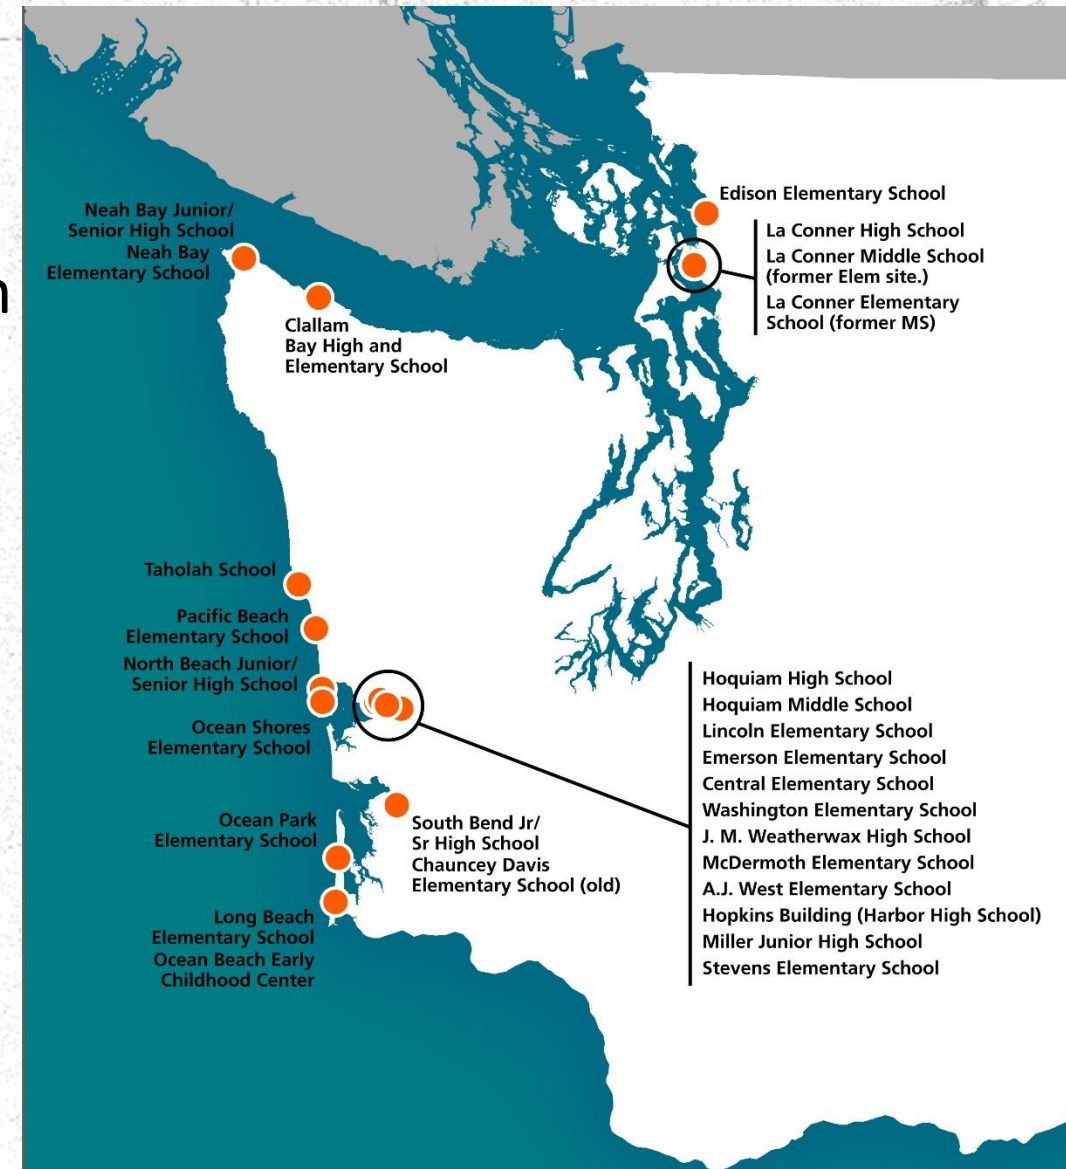 Edison Elementary School
La Conner High School
La Conner Middle School
(former Elem site.)
La Conner Elementary
School (former MS)
Neah Bay Junior/
Senior High School
Neah Bay
Elementary School
Clallam
Bay High and
Elementary School
Taholah School
Pacific Beach
Elementary School
North Beach Junior/
Senior High School
Ocean Shores
Elementary School
Hoquiam High School
Hoquiam Middle School
Lincoln Elementary School
Emerson Elementary School
Central Elementary School
Washington Elementary School
J. M. Weatherwax High School
McDermoth Elementary School
A.J. West Elementary School
Hopkins Building (Harbor High School)
Miller Junior High School
Stevens Elementary School
Ocean Park
Elementary School
South Bend Jr/
Sr High School
Chauncey Davis
Elementary School (old)
Long Beach
Elementary School
Ocean Beach Early
Childhood Center